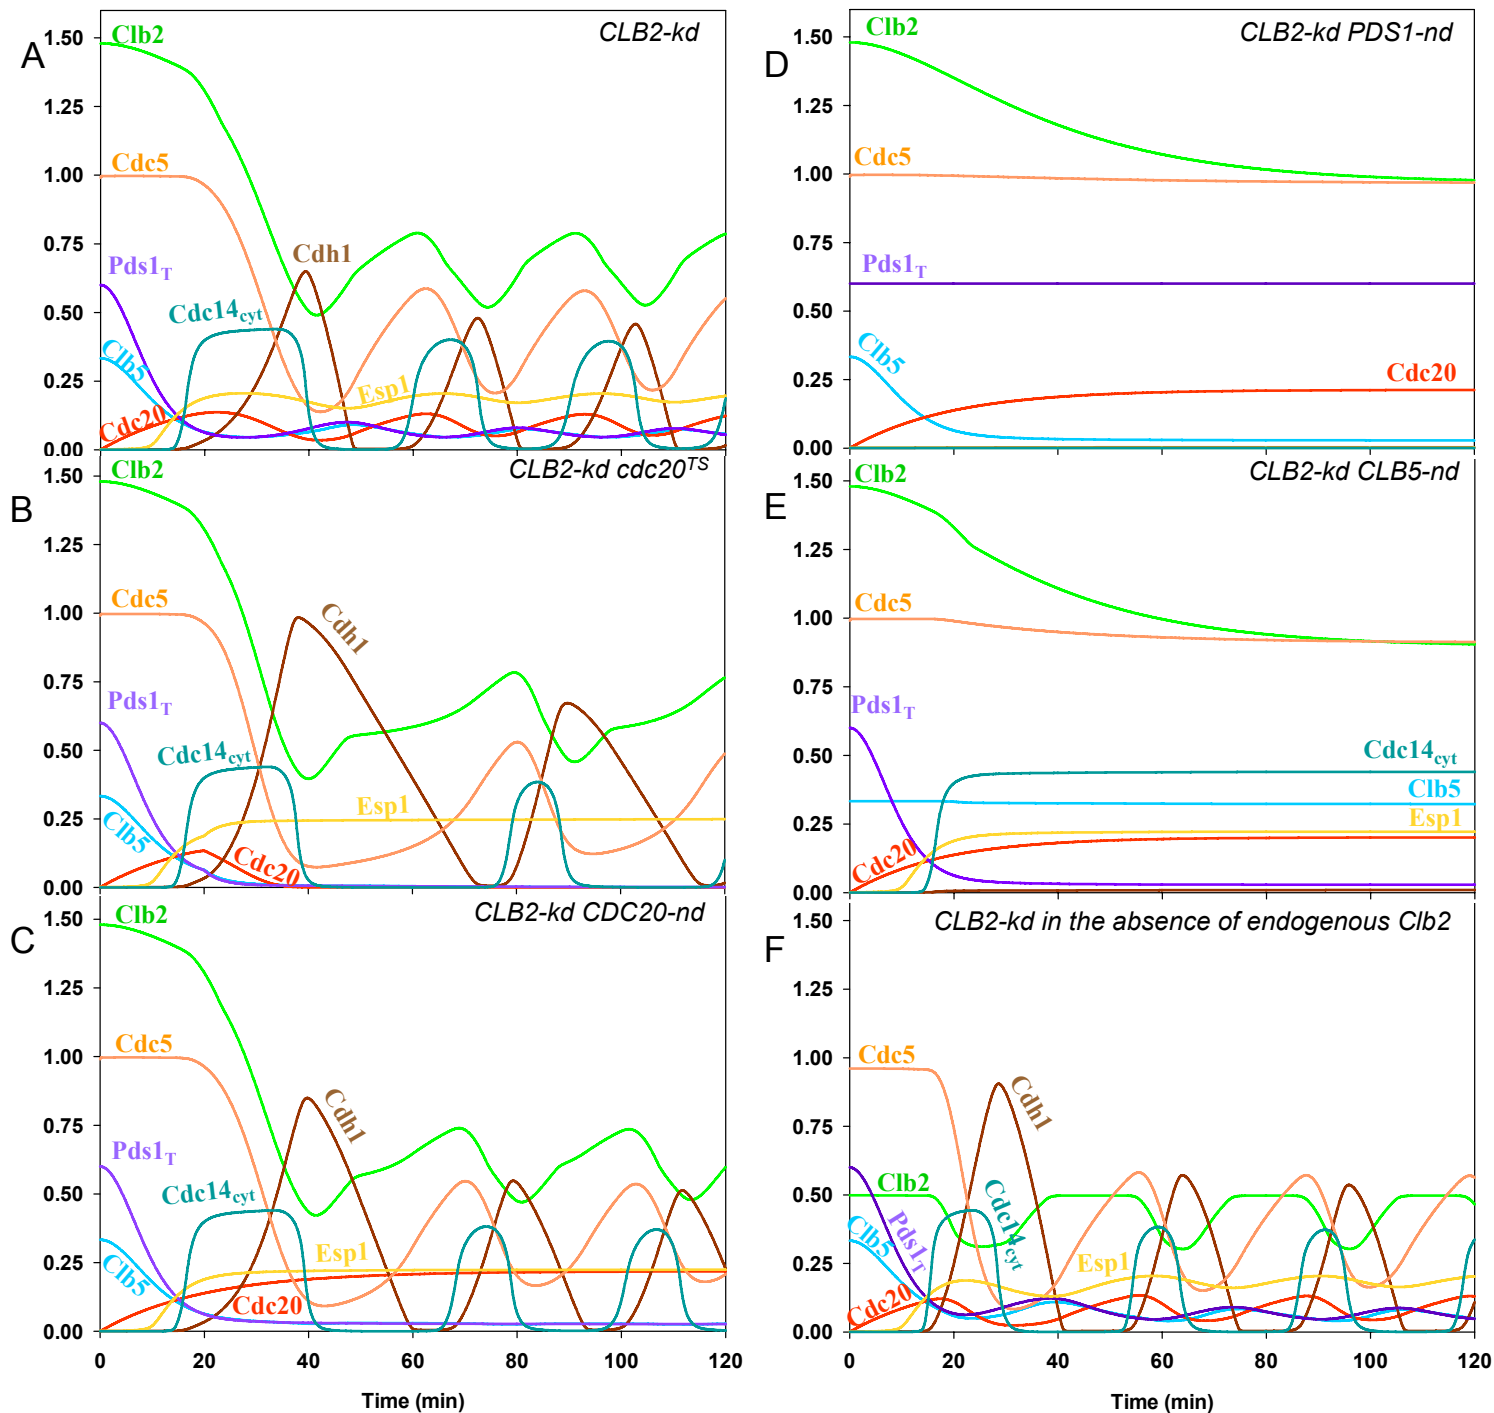 A
CLB2-kd
1.50
1.25
1.00
0.75
0.50
0.25
0.00
Clb2
Cdc5
Pds1T
Clb5
Cdc20
Cdc14cyt
Cdh1
Esp1
B
CLB2-kd cdc20TS
1.50
1.25
1.00
0.75
0.50
0.25
0.00
Clb2
Cdc5
Pds1T
Clb5
Cdc14cyt
Cdh1
Esp1
Cdc20
C
CLB2-kd CDC20-nd
1.50
1.25
1.00
0.75
0.50
0.25
0.00
Clb2
Cdc5
Pds1T
Clb5
Cdc14cyt
Cdh1
Esp1
Cdc20
0 20 40 60 80 100 120
Time (min)
D
CLB2-kd PDS1-nd
1.50
1.25
1.00
0.75
0.50
0.25
0.00
Clb2
Cdc5
Pds1T
Clb5
Cdc20
E
CLB2-kd CLB5-nd
1.50
1.25
1.00
0.75
0.50
0.25
0.00
Clb2
Cdc5
Pds1T
Cdc14cyt
Clb5
Esp1
Cdc20
F
CLB2-kd in the absence of endogenous Clb2
1.50
1.25
1.00
0.75
0.50
0.25
0.00
Cdc5
Cdh1
Clb2
Clb5
Pds1T
Cdc14cyt
Esp1
Cdc20
0 20 40 60 80 100 120
Time (min)